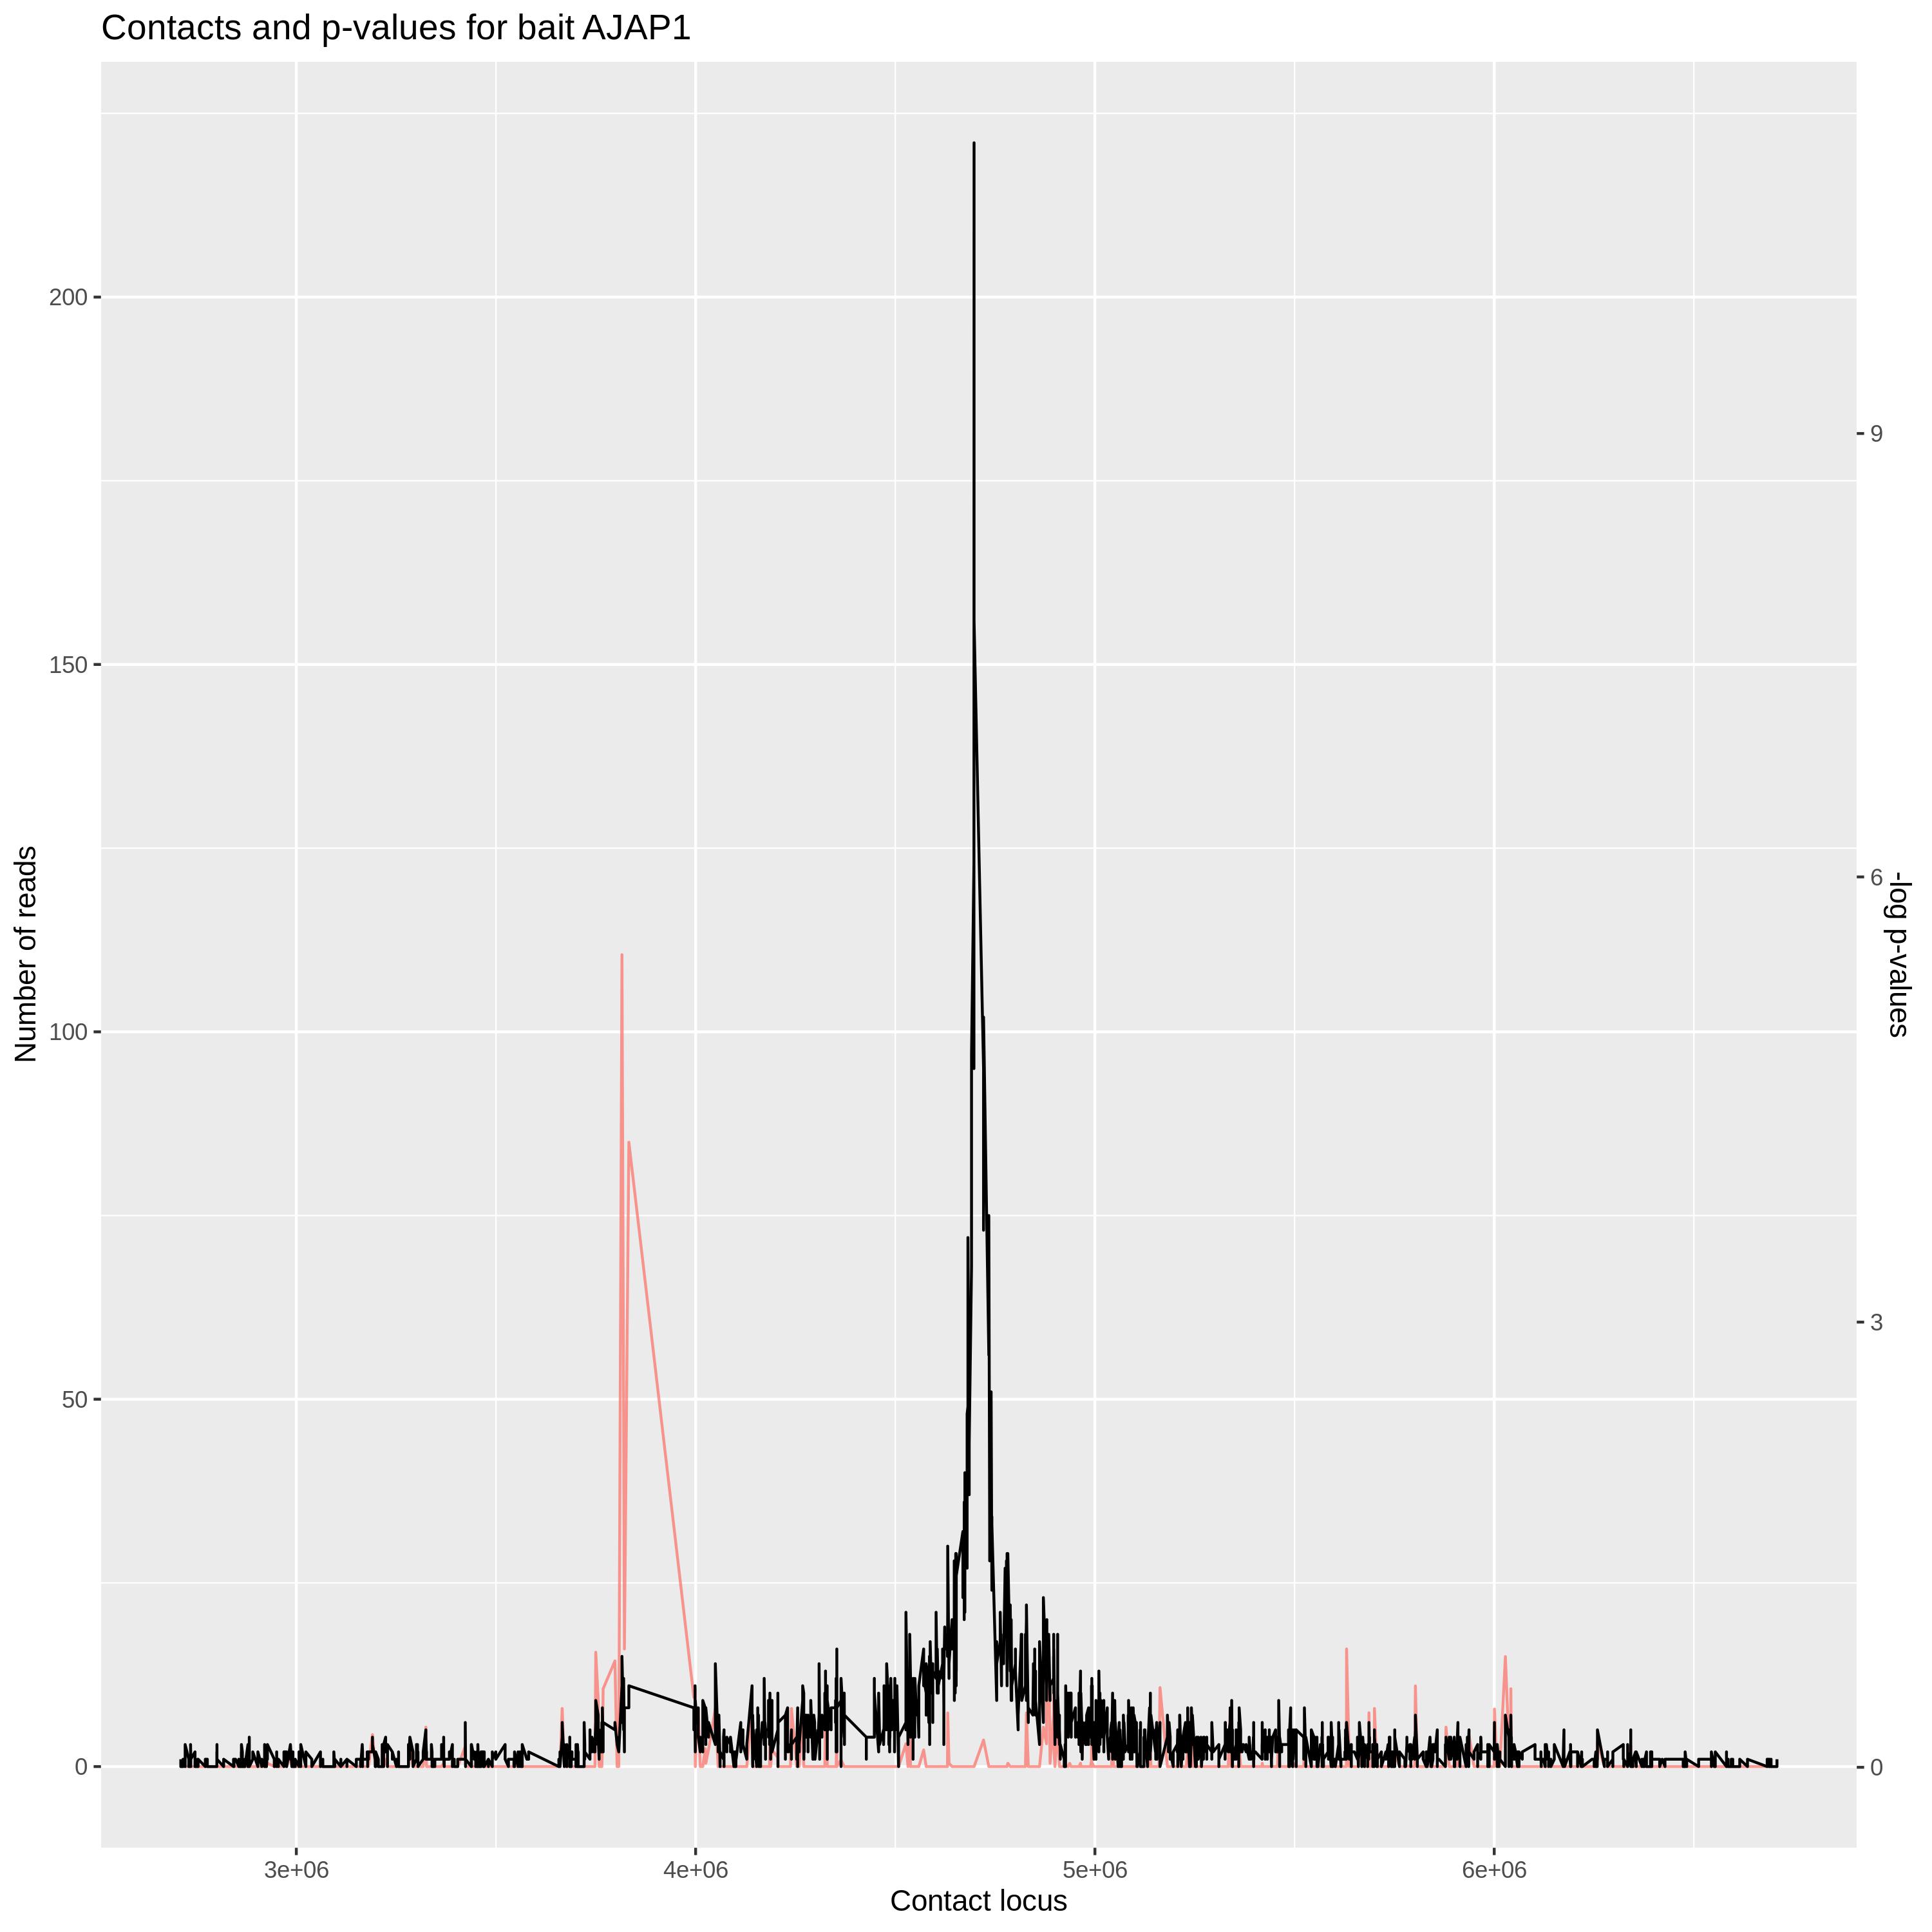 Contacts and p-values for bait AJAP1
200
150
100
50
0
Number of reads
9
6
3
0
-log p-values
3e+06
4e+06
5e+06
6e+06
Contact locus